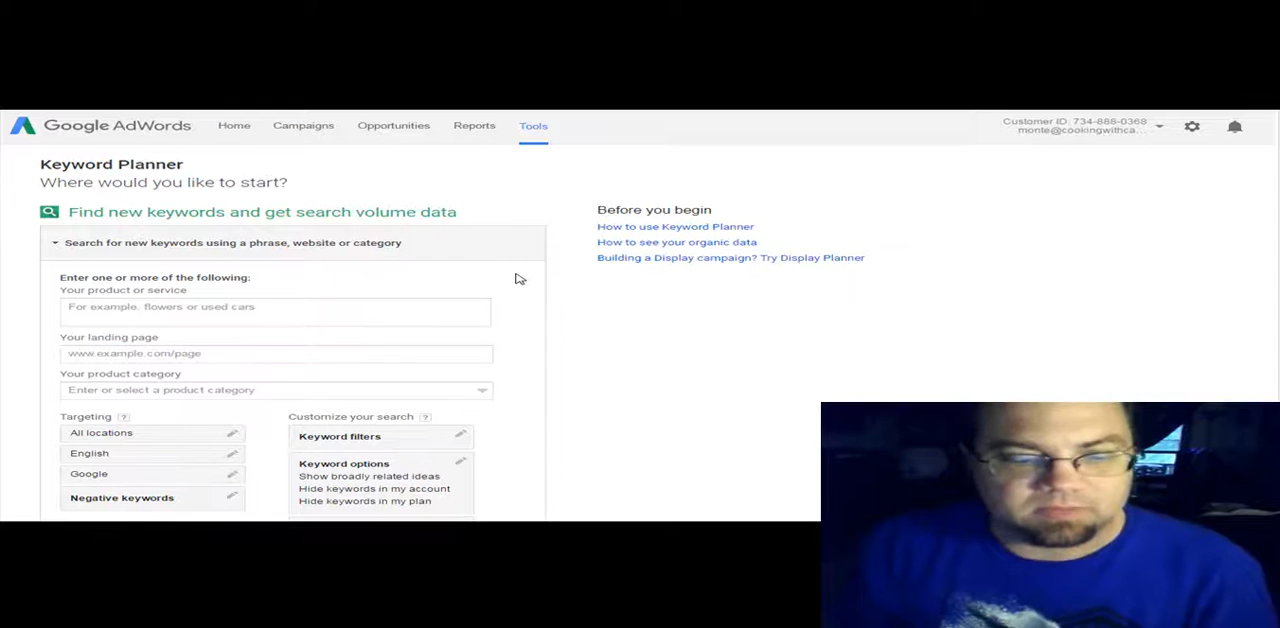 Google AdWords Home Campaigns Opportunities Reports Tools
Customer ID: 734-888-0368
monte@cookingwithca...
Keyword Planner
Where would you like to start?
Find new keywords and get search volume data
Search for new keywords using a phrase, website or category
Enter one or more of the following:
Your product or service
For example. flowers or used cars
Your landing page
www.example.com/page
Your product category
Enter or select a product category
Targeting ?
All locations
English
Google
Negative keywords
Customize your search ?
Keyword filters
Keyword options
Show broadly related ideas
Hide keywords in my account
Hide keywords in my plan
Before you begin
How to use Keyword Planner
How to see your organic data
Building a Display campaign? Try Display Planner